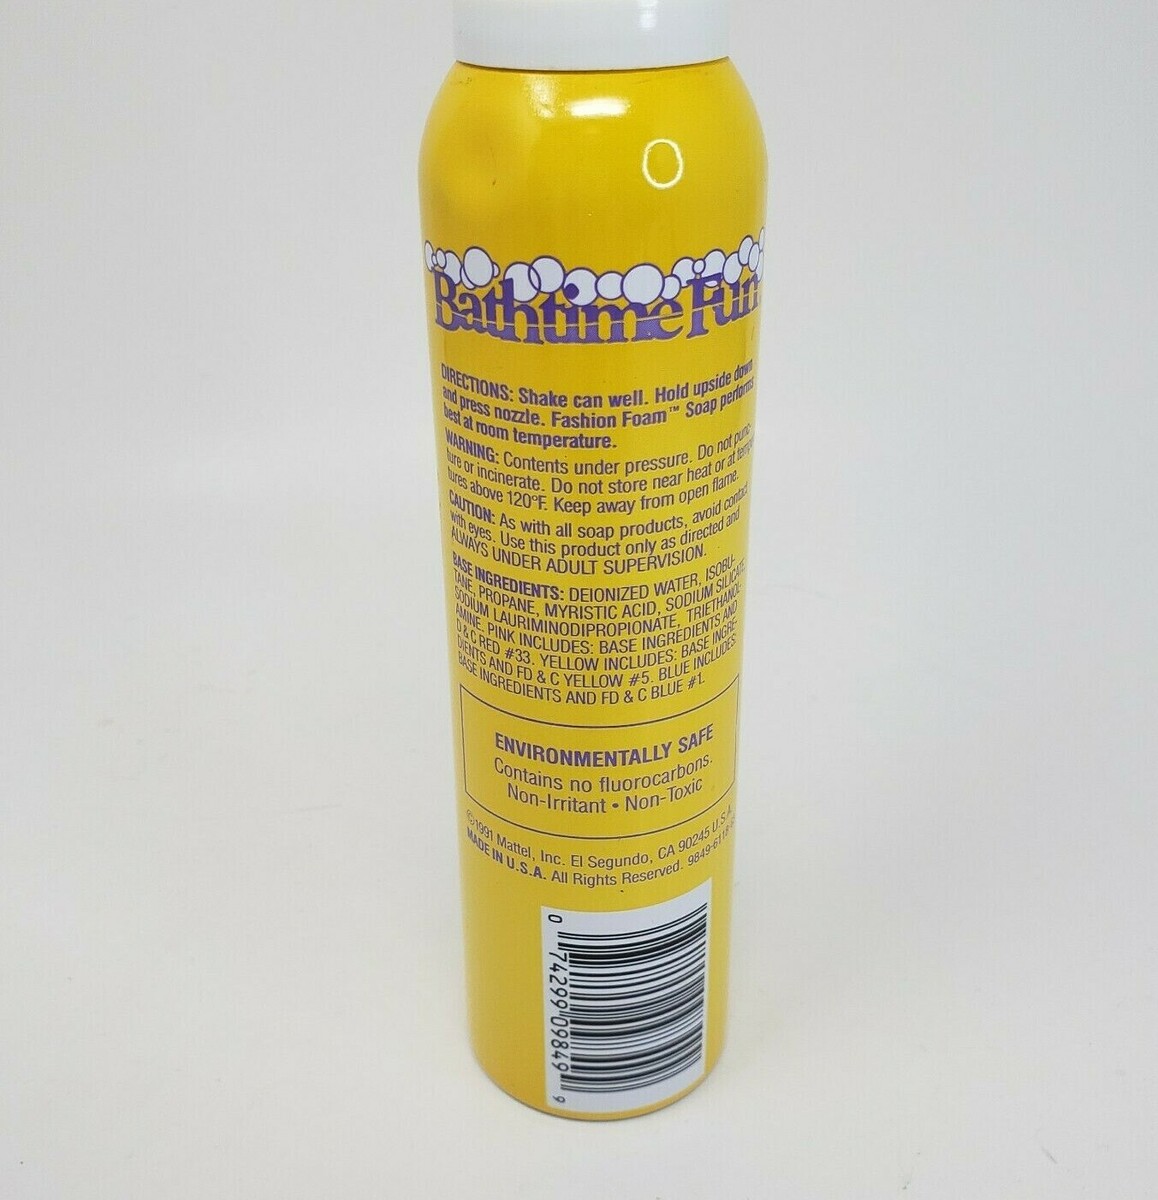 Bathtime Fun
DIRECTIONS: Shake can well. Hold upside down
and press nozzle. Fashion Foam™ Soap performs
best at room temperature.
WARNING: Contents under pressure. Do not punc-
ture or incinerate. Do not store near heat or at tempera
tures above 120°F. Keep away from open flame.
CAUTION: As with all soap products, avoid contact
with eyes. Use this product only as directed and
ALWAYS UNDER ADULT SUPERVISION.
BASE INGREDIENTS: DEIONIZED WATER, ISOBU-
TANE, PROPANE, MYRISTIC ACID, SODIUM SILICATE
SODIUM LAURIMINODIPROPIONATE, TRIETHANOL
AMINE. PINK INCLUDES: BASE INGREDIENTS AND
D & C RED #33. YELLOW INCLUDES: BASE INGRE-
DIENTS AND FD & C YELLOW #5. BLUE INCLUDES:
BASE INGREDIENTS AND FD & C BLUE #1.
ENVIRONMENTALLY SAFE
Contains no fluorocarbons.
Non-Irritant • Non-Toxic
©1991 Mattel, Inc. El Segundo, CA 90245 U.S.A.
MADE IN U.S.A. All Rights Reserved.
0 74299 09849 9